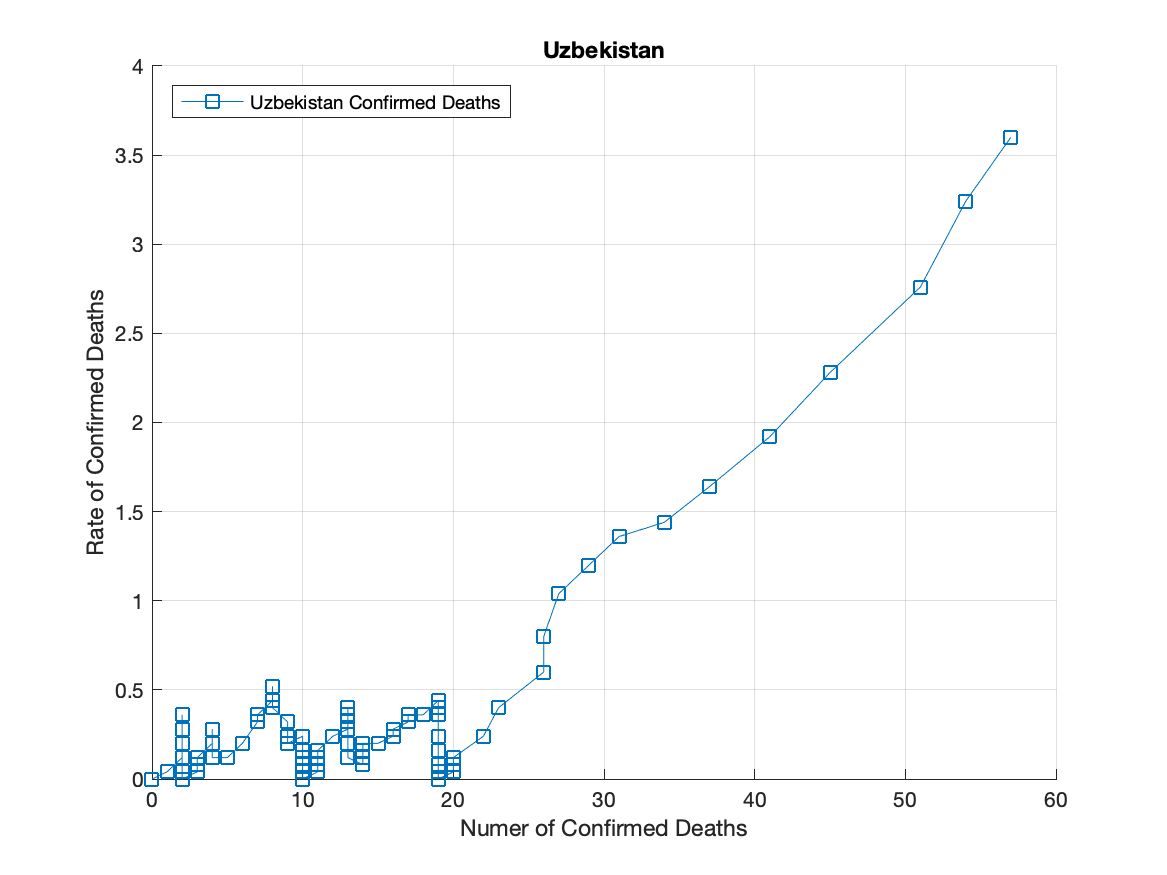 Uzbekistan
Uzbekistan Confirmed Deaths
4
3.5
3
2.5
2
1.5
1
0.5
0
Rate of Confirmed Deaths
0 10 20 30 40 50 60
Numer of Confirmed Deaths